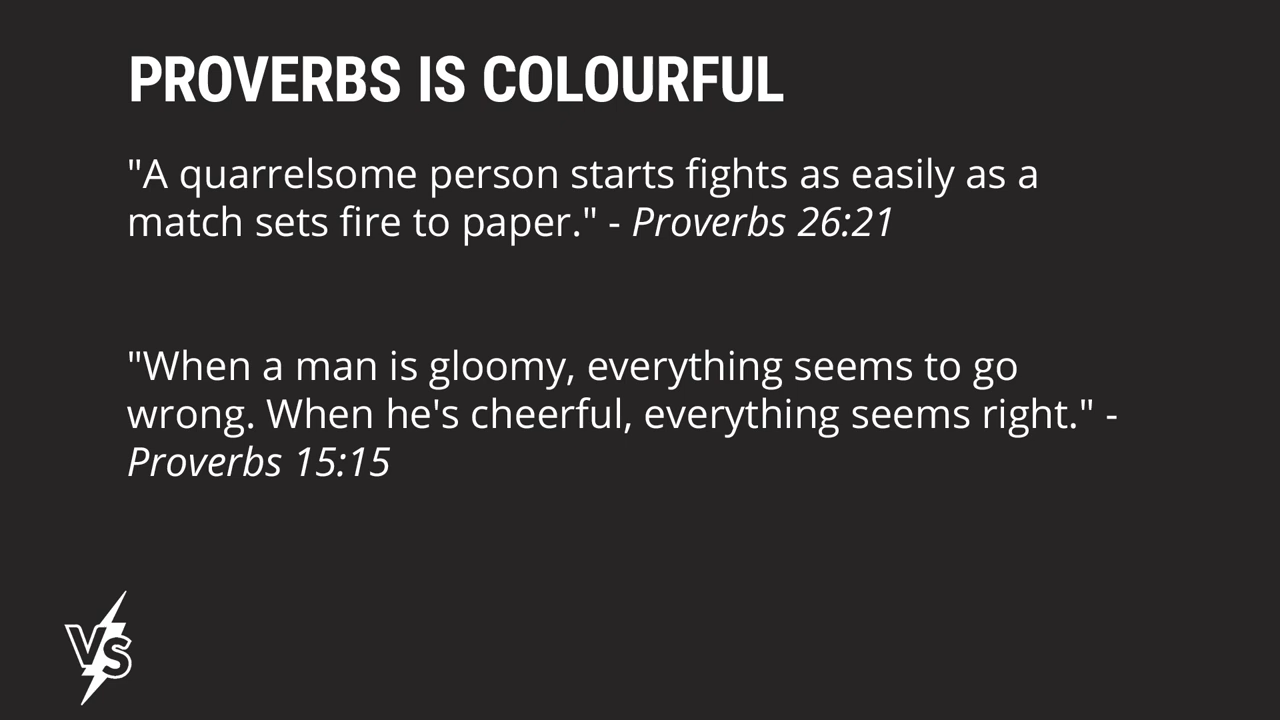 PROVERBS IS COLOURFUL
"A quarrelsome person starts fights as easily as a
match sets fire to paper." - Proverbs 26:21
"When a man is gloomy, everything seems to go
wrong. When he's cheerful, everything seems right." -
Proverbs 15:15
VS